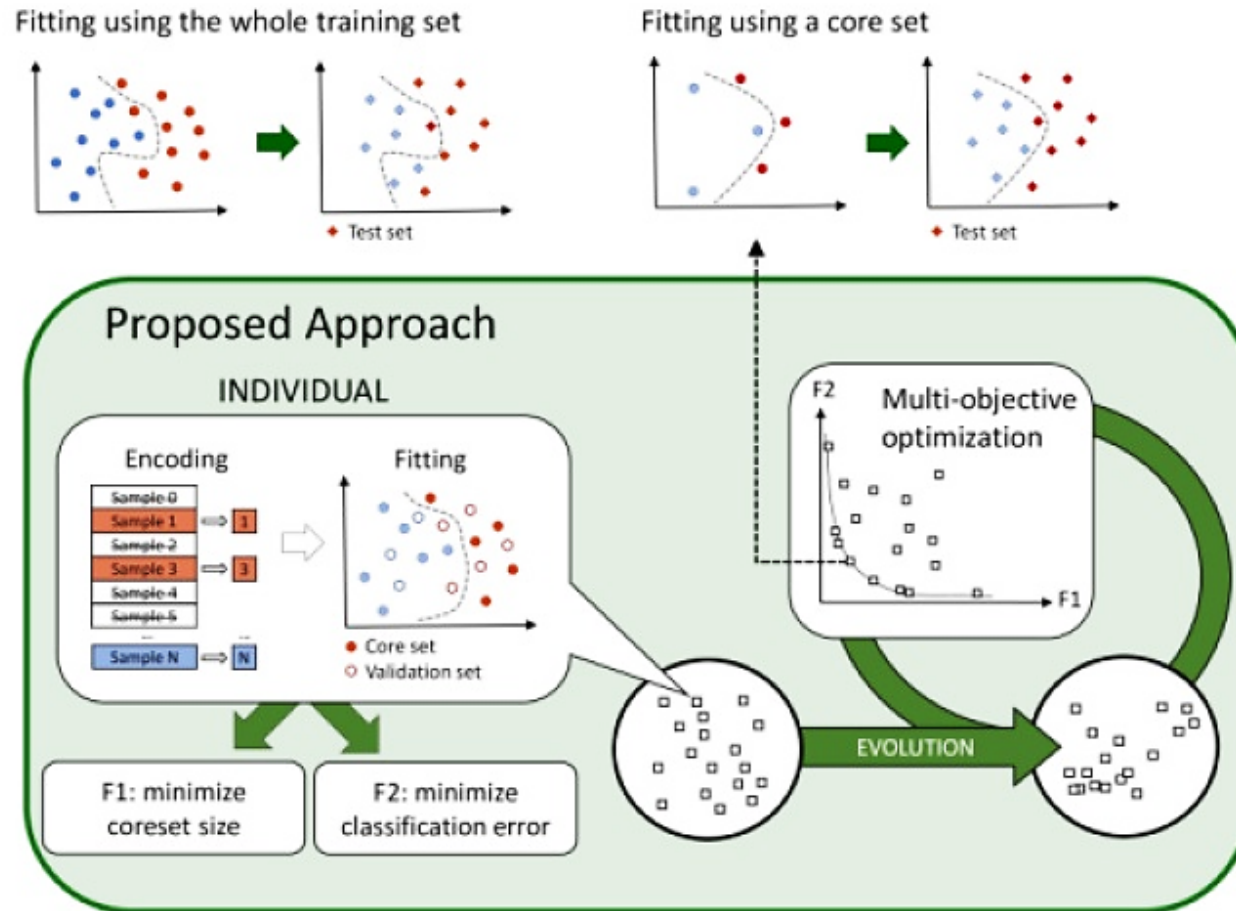 Fitting using the whole training set
Fitting using a core set
Test set
Test set
Proposed Approach
INDIVIDUAL
Encoding
Fitting
Sample 0
Sample 1
1
Sample 2
Sample 3
3
Sample 4
Sample 5
...
...
Sample N
N
Core set
Validation set
F1: minimize
coreset size
F2: minimize
classification error
F2
Multi-objective
optimization
F1
EVOLUTION